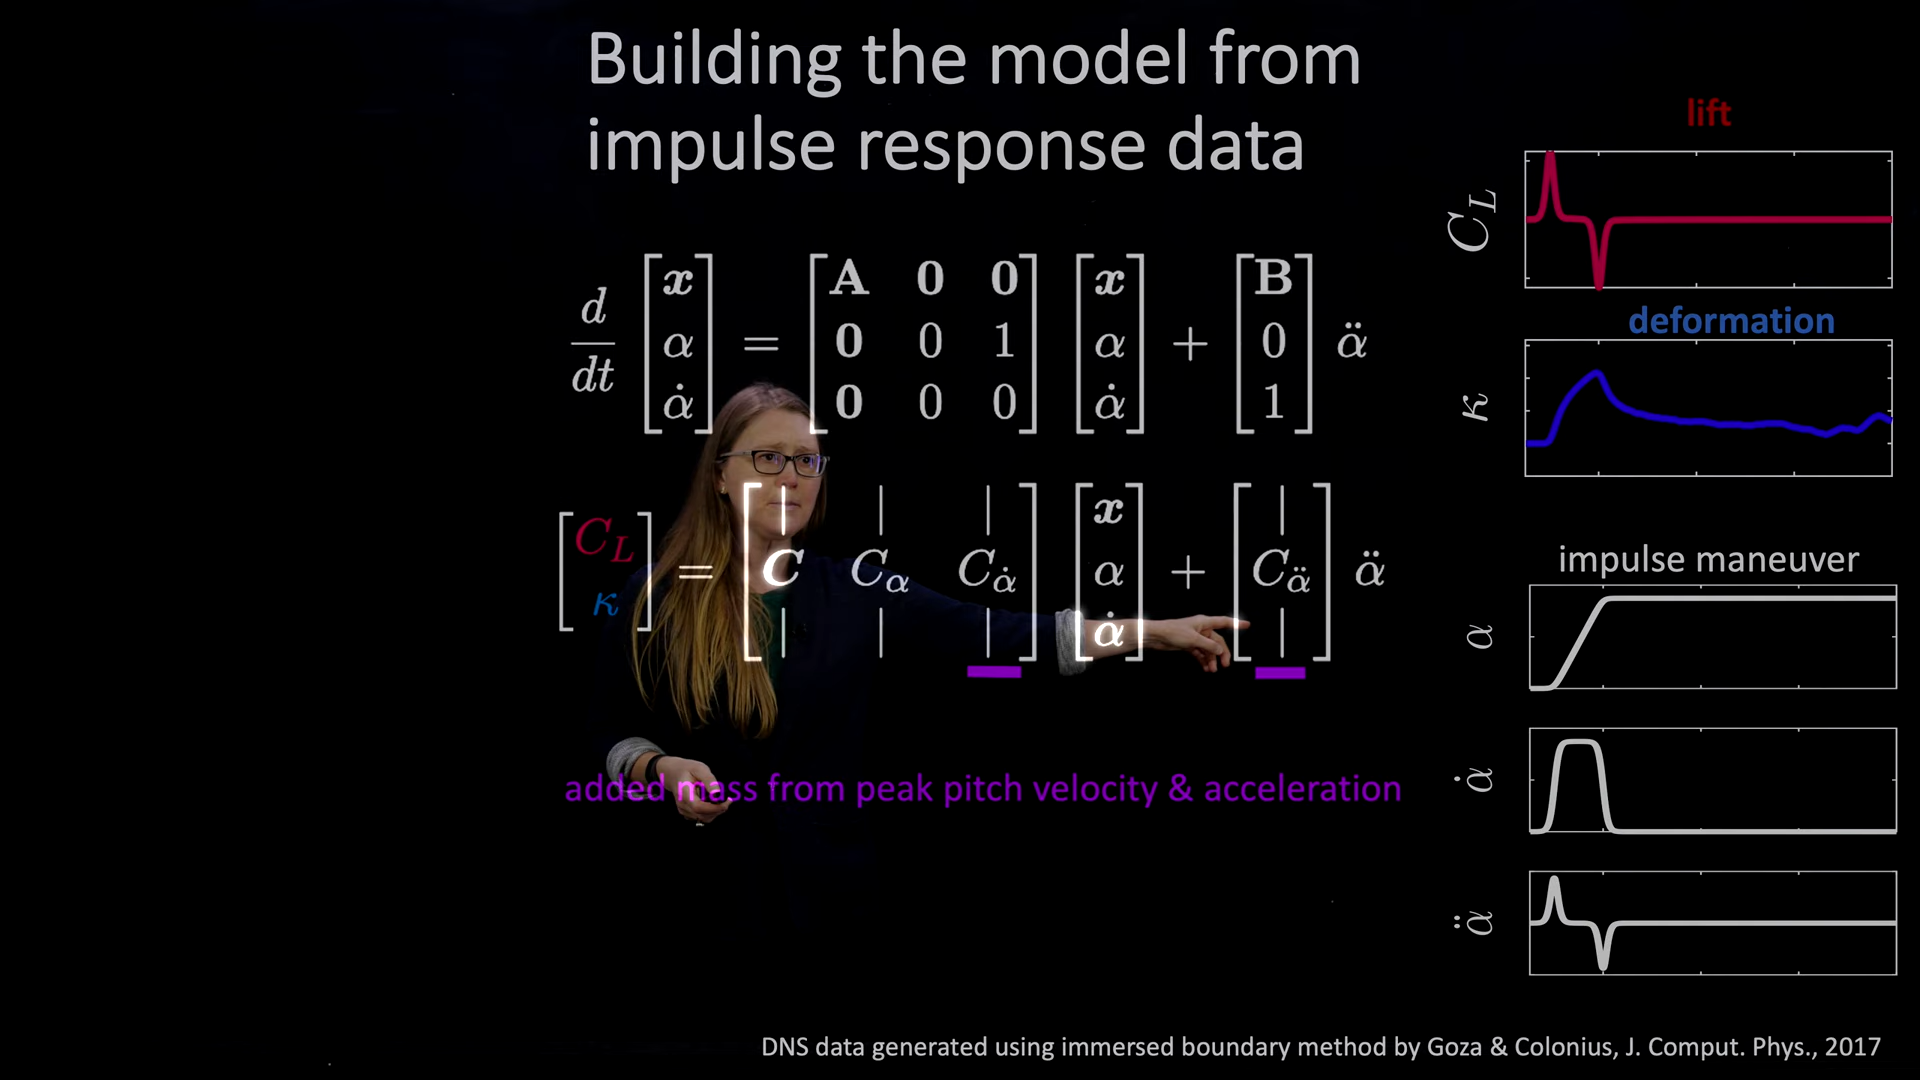 Building the model from
impulse response data
d/dt [x α α̇] = [A 0 0; 0 0 1; 0 0 0] [x α α̇] + [B 0 1] α̈
[C_L κ] = [C C_α C_α̇] [x α α̇] + [C_α̈] α̈
added mass from peak pitch velocity & acceleration
lift
C_L
deformation
κ
impulse maneuver
α
α̇
α̈
DNS data generated using immersed boundary method by Goza & Colonius, J. Comput. Phys., 2017